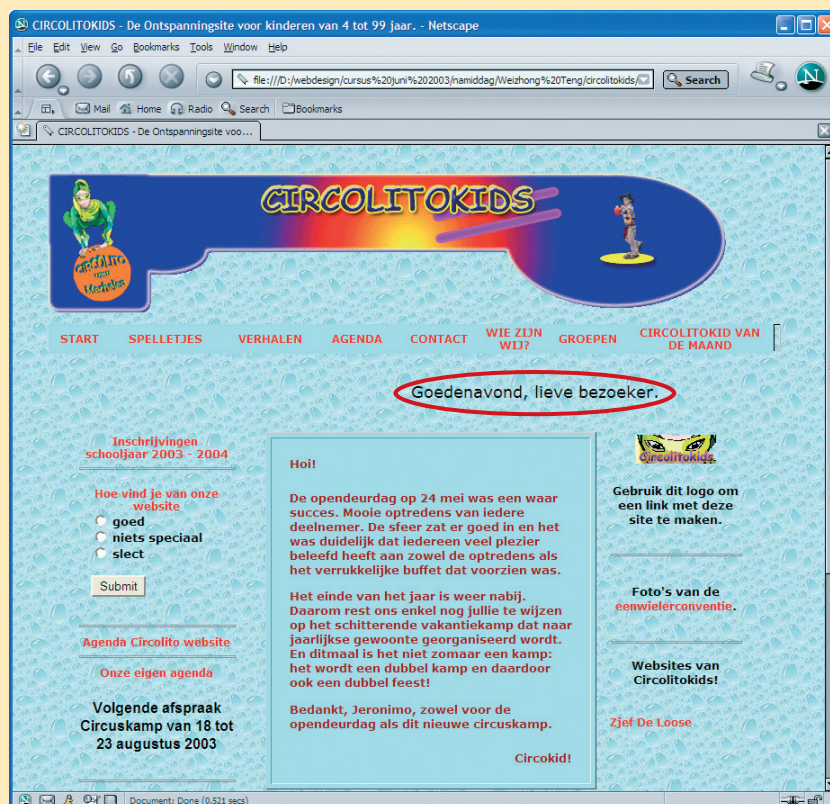 CIRCOLITOKIDS - De Ontspanningsite voor kinderen van 4 tot 99 jaar. - Netscape
File Edit View Go Bookmarks Tools Window Help
file:///D:/webdesign/cursus%20juni%202003/namiddag/Weizhong%20Teng/circolitokids/
Search
Mail Home Radio Search Bookmarks
CIRCOLITOKIDS - De Ontspanningsite voo...
CIRCOLITOKIDS
CIRCOLITO
Mechelen
START SPELLETJES VERHALEN AGENDA CONTACT WIE ZIJN WIJ? GROEPEN CIRCOLITOKID VAN DE MAAND
Goedenavond, lieve bezoeker.
Inschrijvingen
schooljaar 2003 - 2004
Hoe vind je van onze
website
goed
niets speciaal
slect
Submit
Agenda Circolito website
Onze eigen agenda
Volgende afspraak
Circuskamp van 18 tot
23 augustus 2003
Hoi!
De opendeurdag op 24 mei was een waar
succes. Mooie optredens van iedere
deelnemer. De sfeer zat er goed in en het
was duidelijk dat iedereen veel plezier
beleefd heeft aan zowel de optredens als
het verrukkelijke buffet dat voorzien was.
Het einde van het jaar is weer nabij.
Daarom rest ons enkel nog jullie te wijzen
op het schitterende vakantiekamp dat naar
jaarlijkse gewoonte georganiseerd wordt.
En ditmaal is het niet zomaar een kamp:
het wordt een dubbel kamp en daardoor
ook een dubbel feest!
Bedankt, Jeronimo, zowel voor de
opendeurdag als dit nieuwe circuskamp.
Circokid!
Circolitokids
Gebruik dit logo om
een link met deze
site te maken.
Foto's van de
eenwielerconventie.
Websites van
Circolitokids!
Zjef De Loose
Document: Done (0.521 secs)